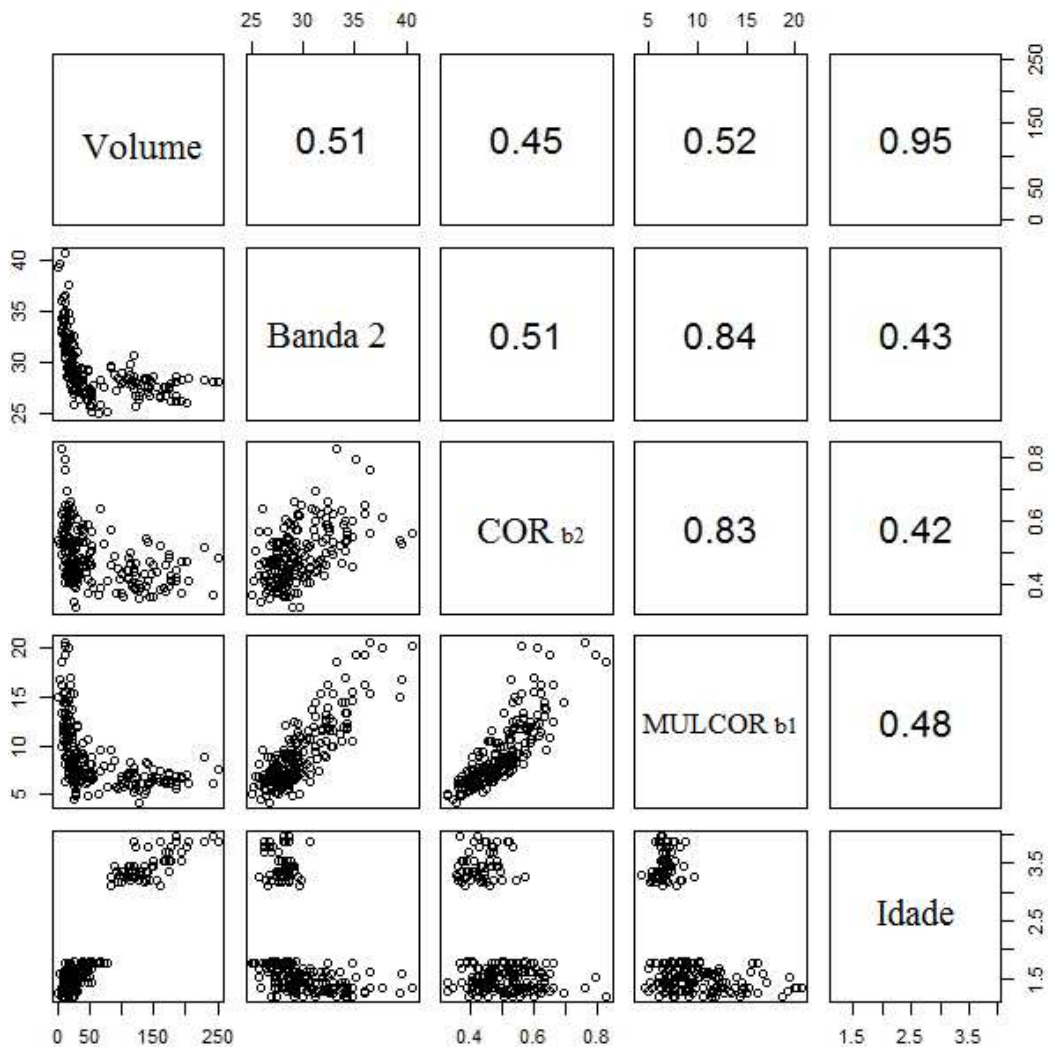 25 30 35 40 5 10 15 20
Volume 0.51 0.45 0.52 0.95
0 50 150 250
25 30 35 40
Banda 2 0.51 0.84 0.43
COR b2 0.83 0.42
0.4 0.6 0.8
5 10 15 20
MULCOR b1 0.48
Idade
1.5 2.5 3.5
0 50 150 250 0.4 0.6 0.8 1.5 2.5 3.5